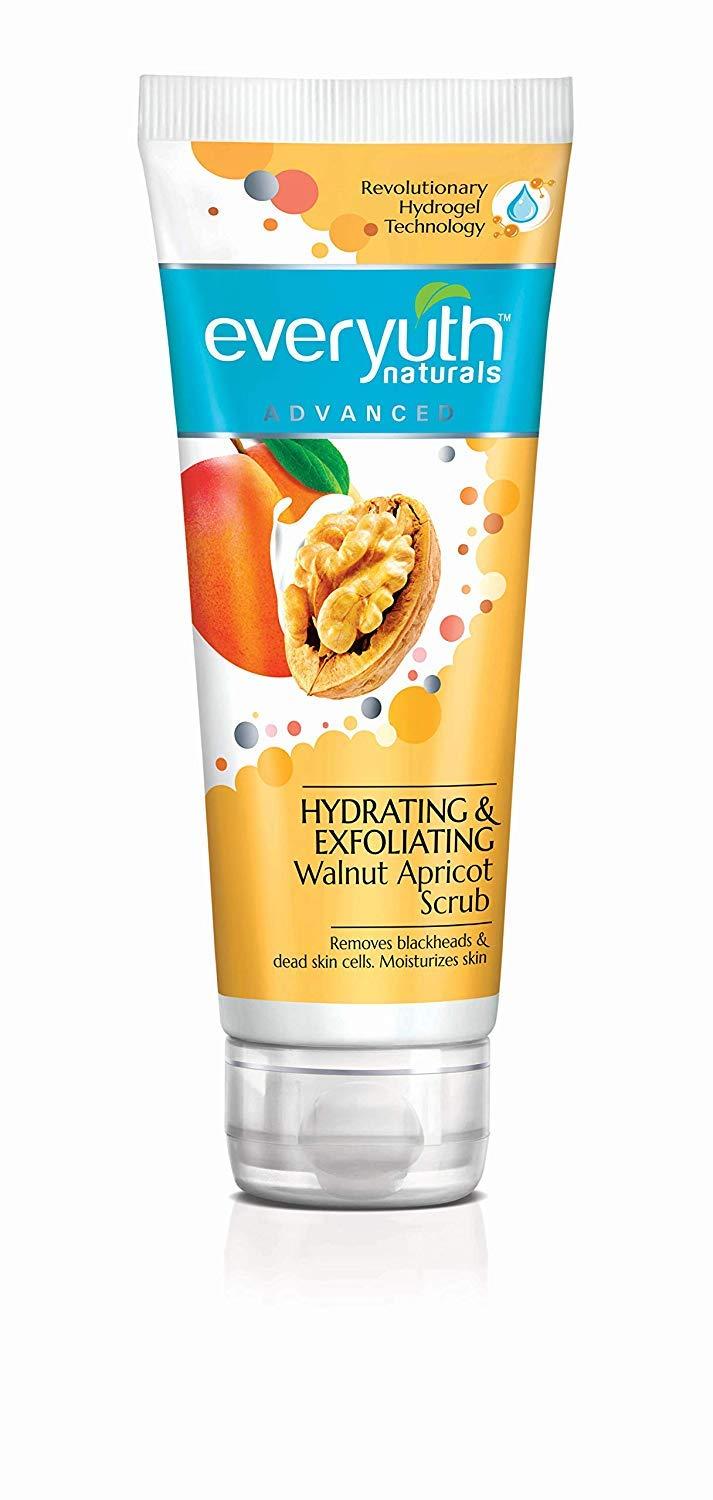 Revolutionary
Hydrogel
Technology
everyuth™
naturals
ADVANCED
HYDRATING &
EXFOLIATING
Walnut Apricot
Scrub
Removes blackheads &
dead skin cells. Moisturizes skin